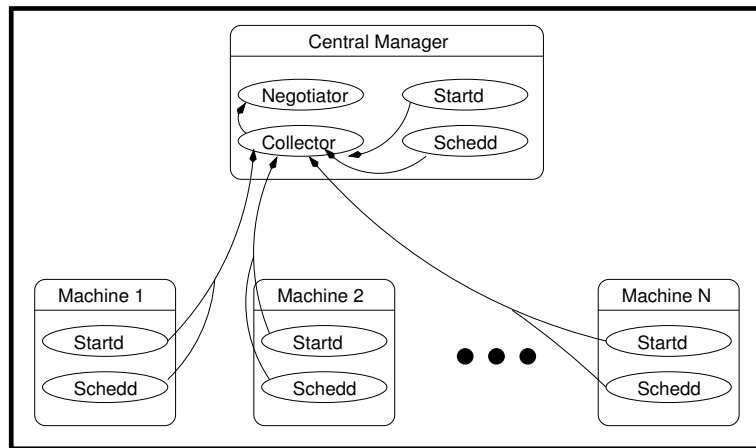 Central Manager
Negotiator Startd
Collector Schedd
Machine 1 Machine 2 Machine N
Startd Startd Startd
Schedd Schedd Schedd